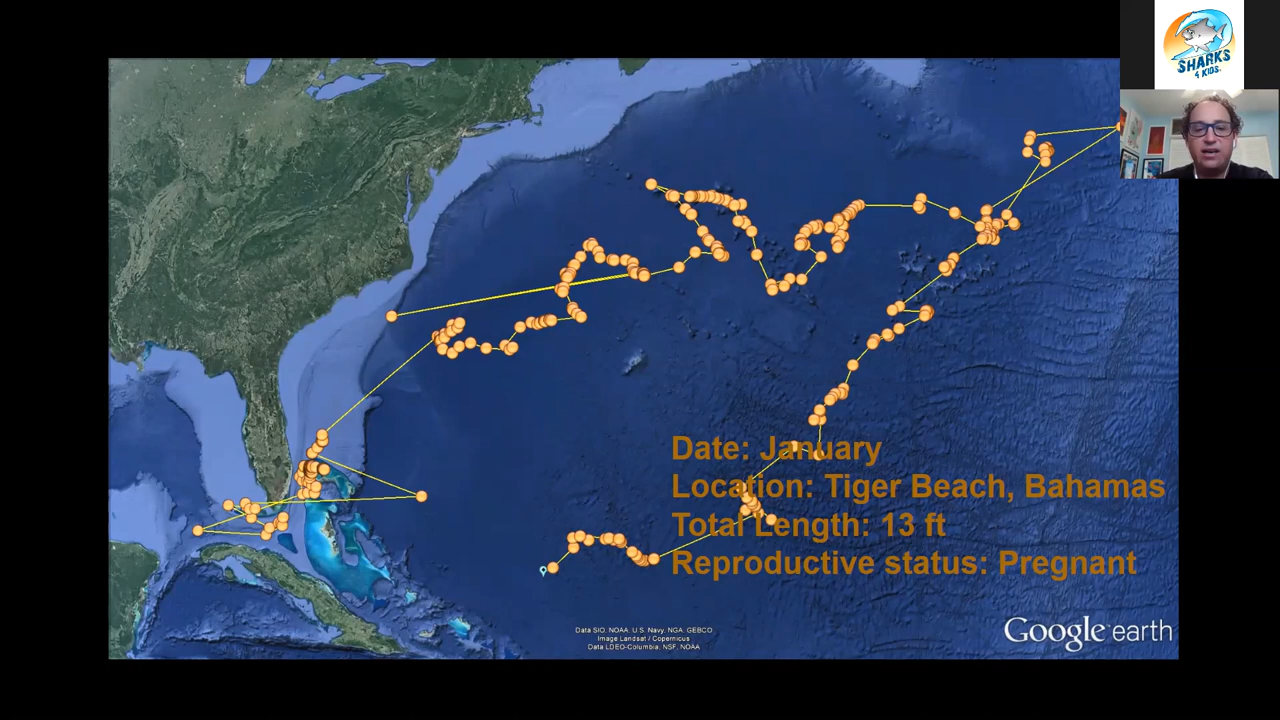 SHARKS
4 KIDS.
Date: January
Location: Tiger Beach, Bahamas
Total Length: 13 ft
Reproductive status: Pregnant
Data SIO, NOAA, U.S. Navy, NGA, GEBCO
Image Landsat / Copernicus
Data LDEO-Columbia, NSF, NOAA
Google earth